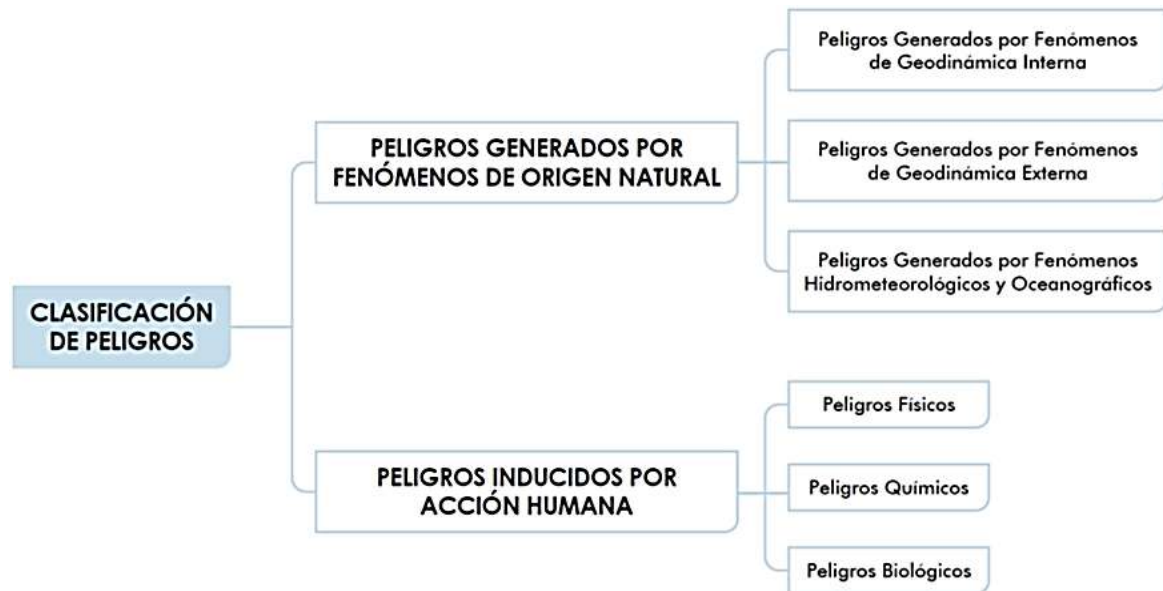 CLASIFICACIÓN
DE PELIGROS
PELIGROS GENERADOS POR
FENÓMENOS DE ORIGEN NATURAL
Peligros Generados por Fenómenos
de Geodinámica Interna
Peligros Generados por Fenómenos
de Geodinámica Externa
Peligros Generados por Fenómenos
Hidrometeorológicos y Oceanográficos
PELIGROS INDUCIDOS POR
ACCIÓN HUMANA
Peligros Físicos
Peligros Químicos
Peligros Biológicos